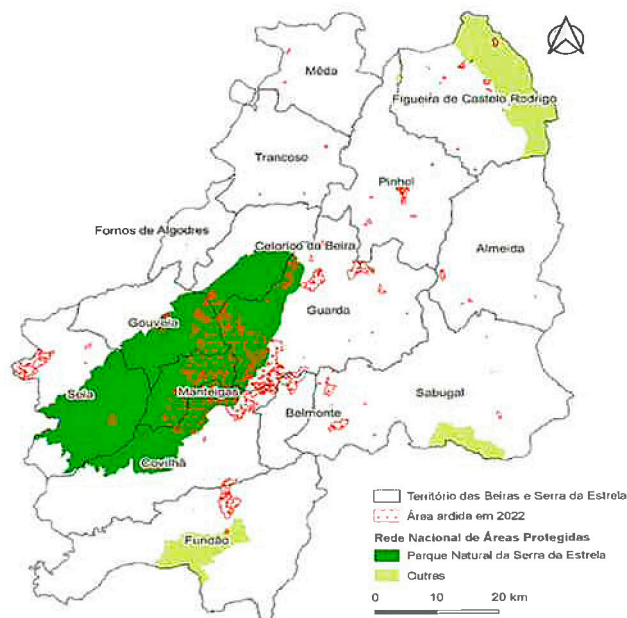 Mêda
Figueira de Castelo Rodrigo
Trancoso
Pinhel
Fornos de Algodres
Almeida
Celorico da Beira
Gouveia
Guarda
Seia
Manteigas
Belmonte
Sabugal
Covilhã
Fundão
Território das Beiras e Serra da Estrela
Área ardida em 2022
Rede Nacional de Áreas Protegidas
Parque Natural da Serra da Estrela
Outras
0 10 20 km